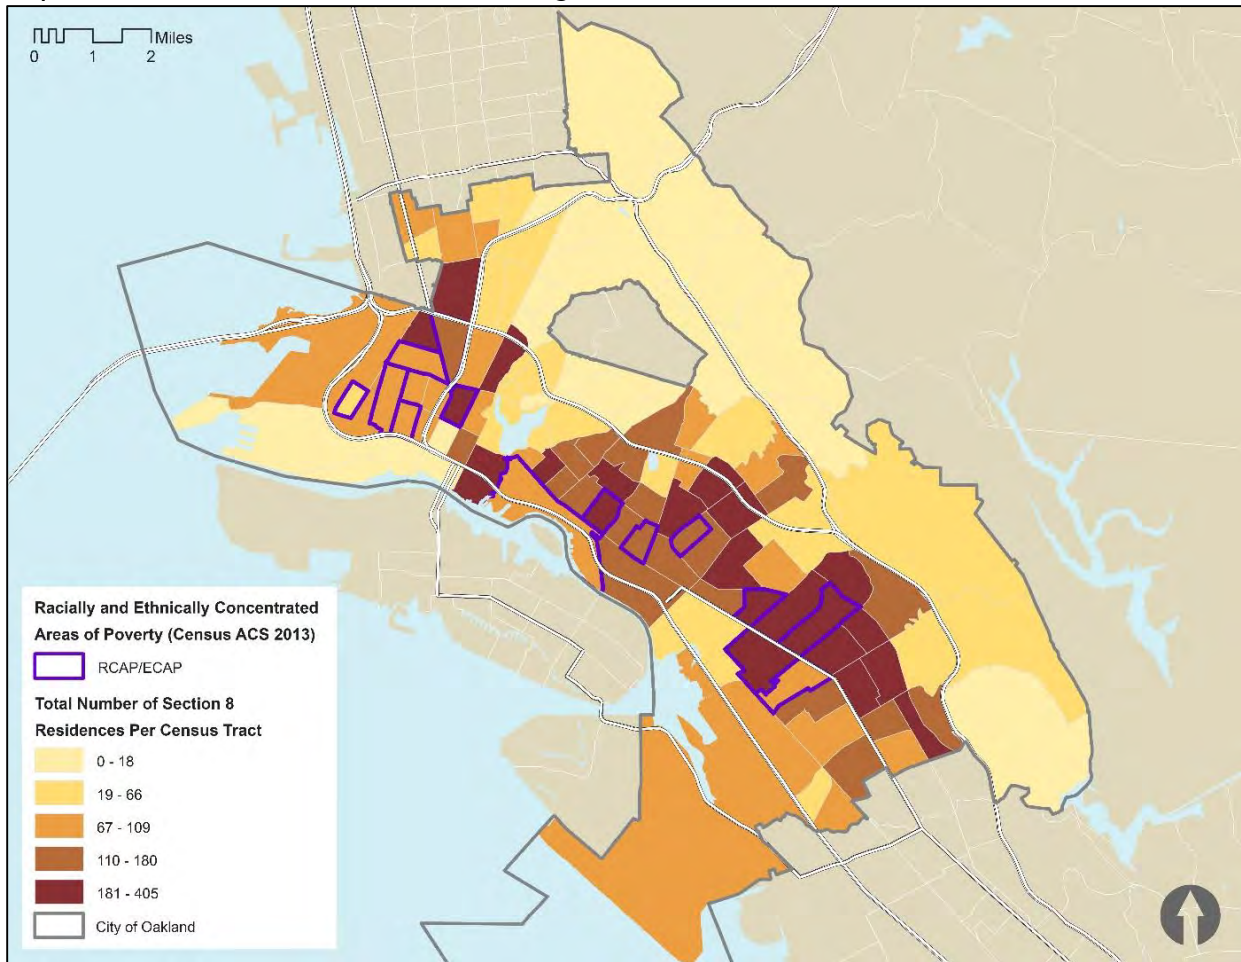 Miles
0 1 2
Racially and Ethnically Concentrated
Areas of Poverty (Census ACS 2013)
RCAP/ECAP
Total Number of Section 8
Residences Per Census Tract
0 - 18
19 - 66
67 - 109
110 - 180
181 - 405
City of Oakland